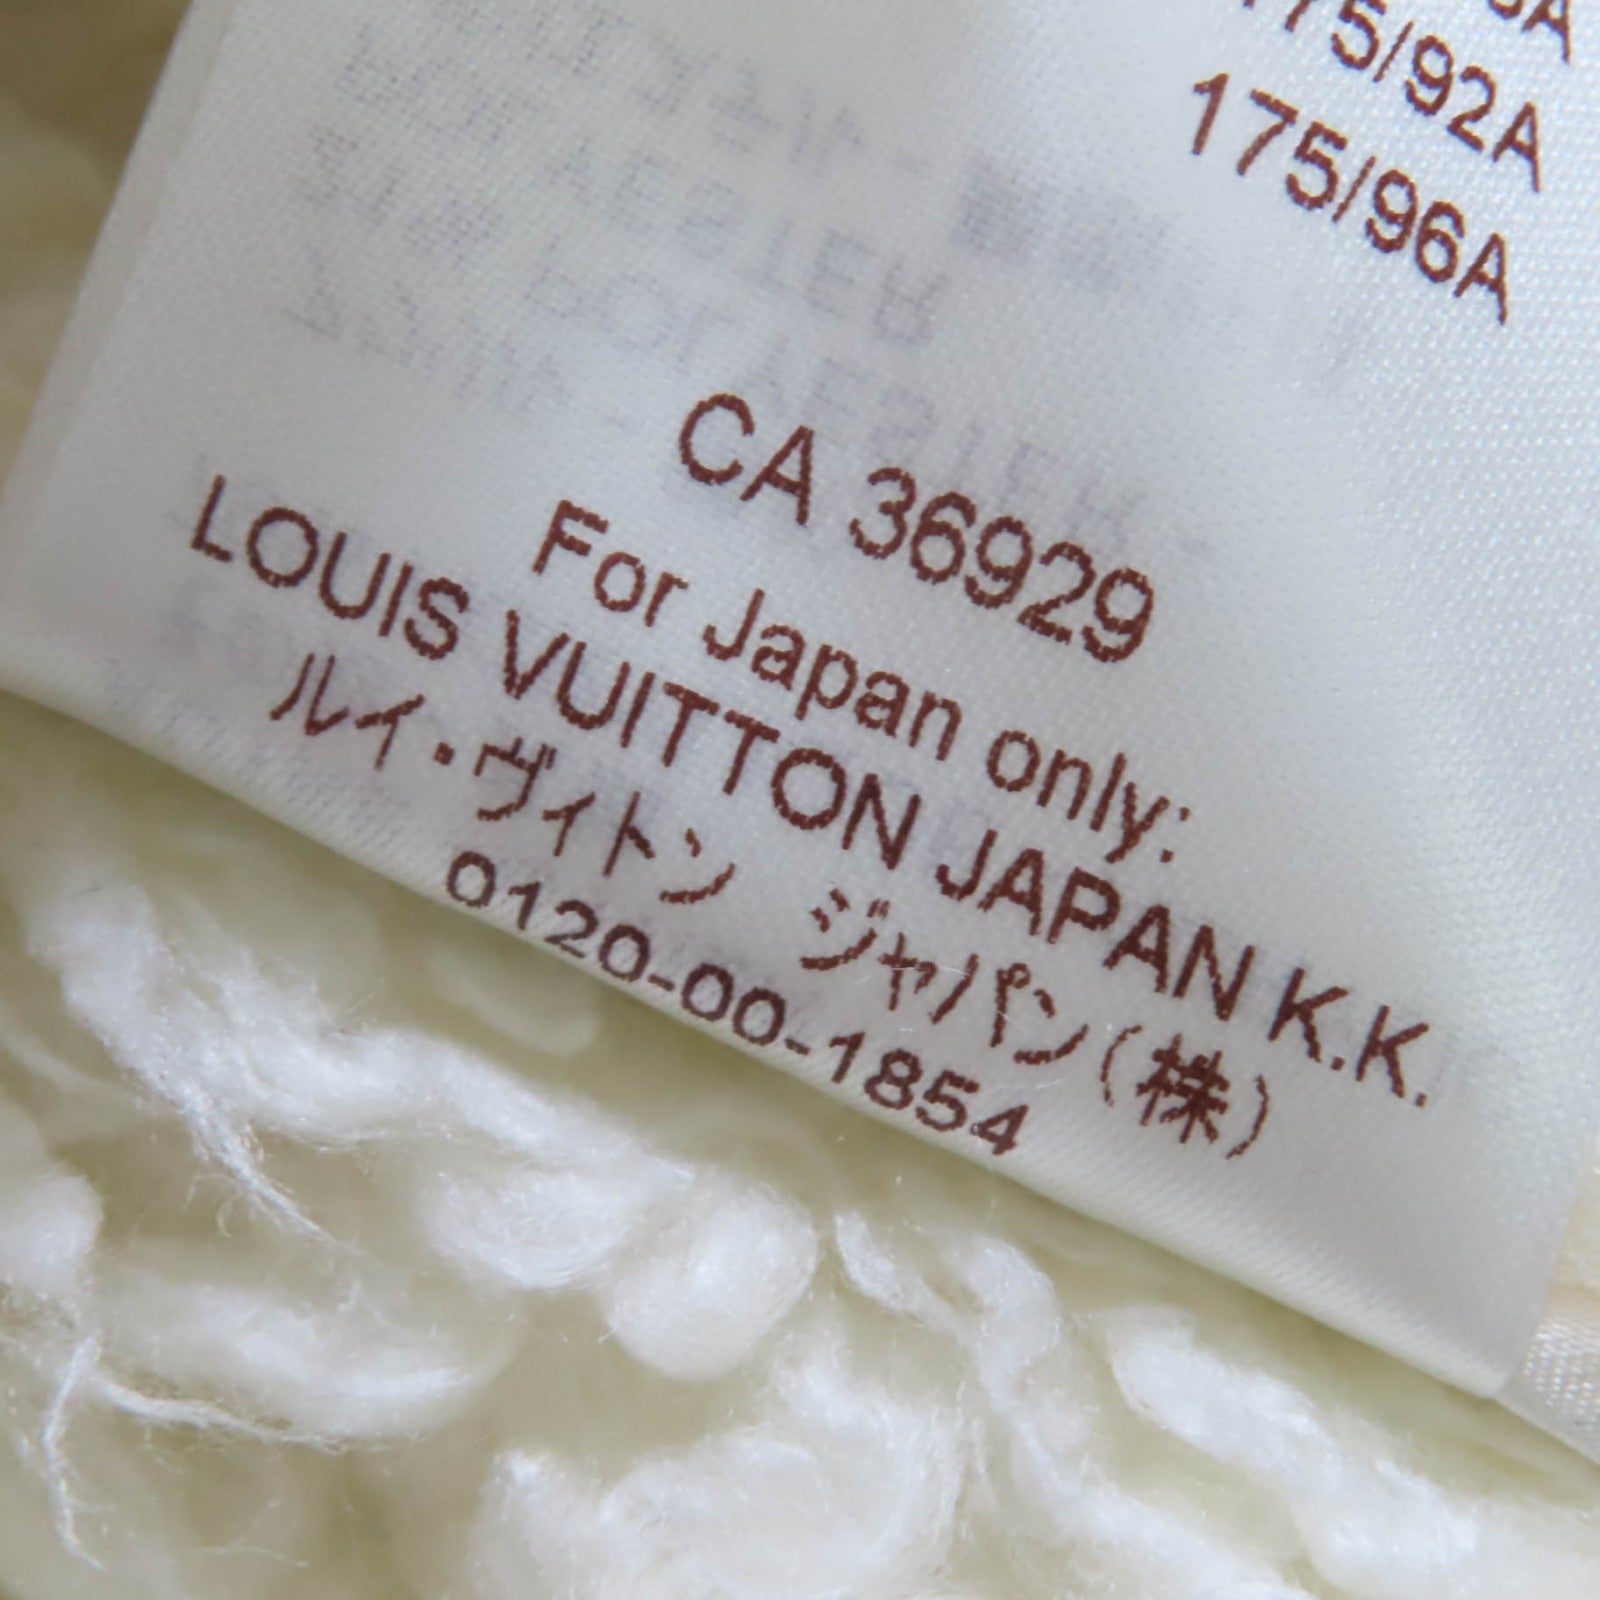 175/92A
175/96A
CA 36929
For Japan only:
LOUIS VUITTON JAPAN K.K.
ルイ・ヴィトン ジャパン(株)
0120-00-1854